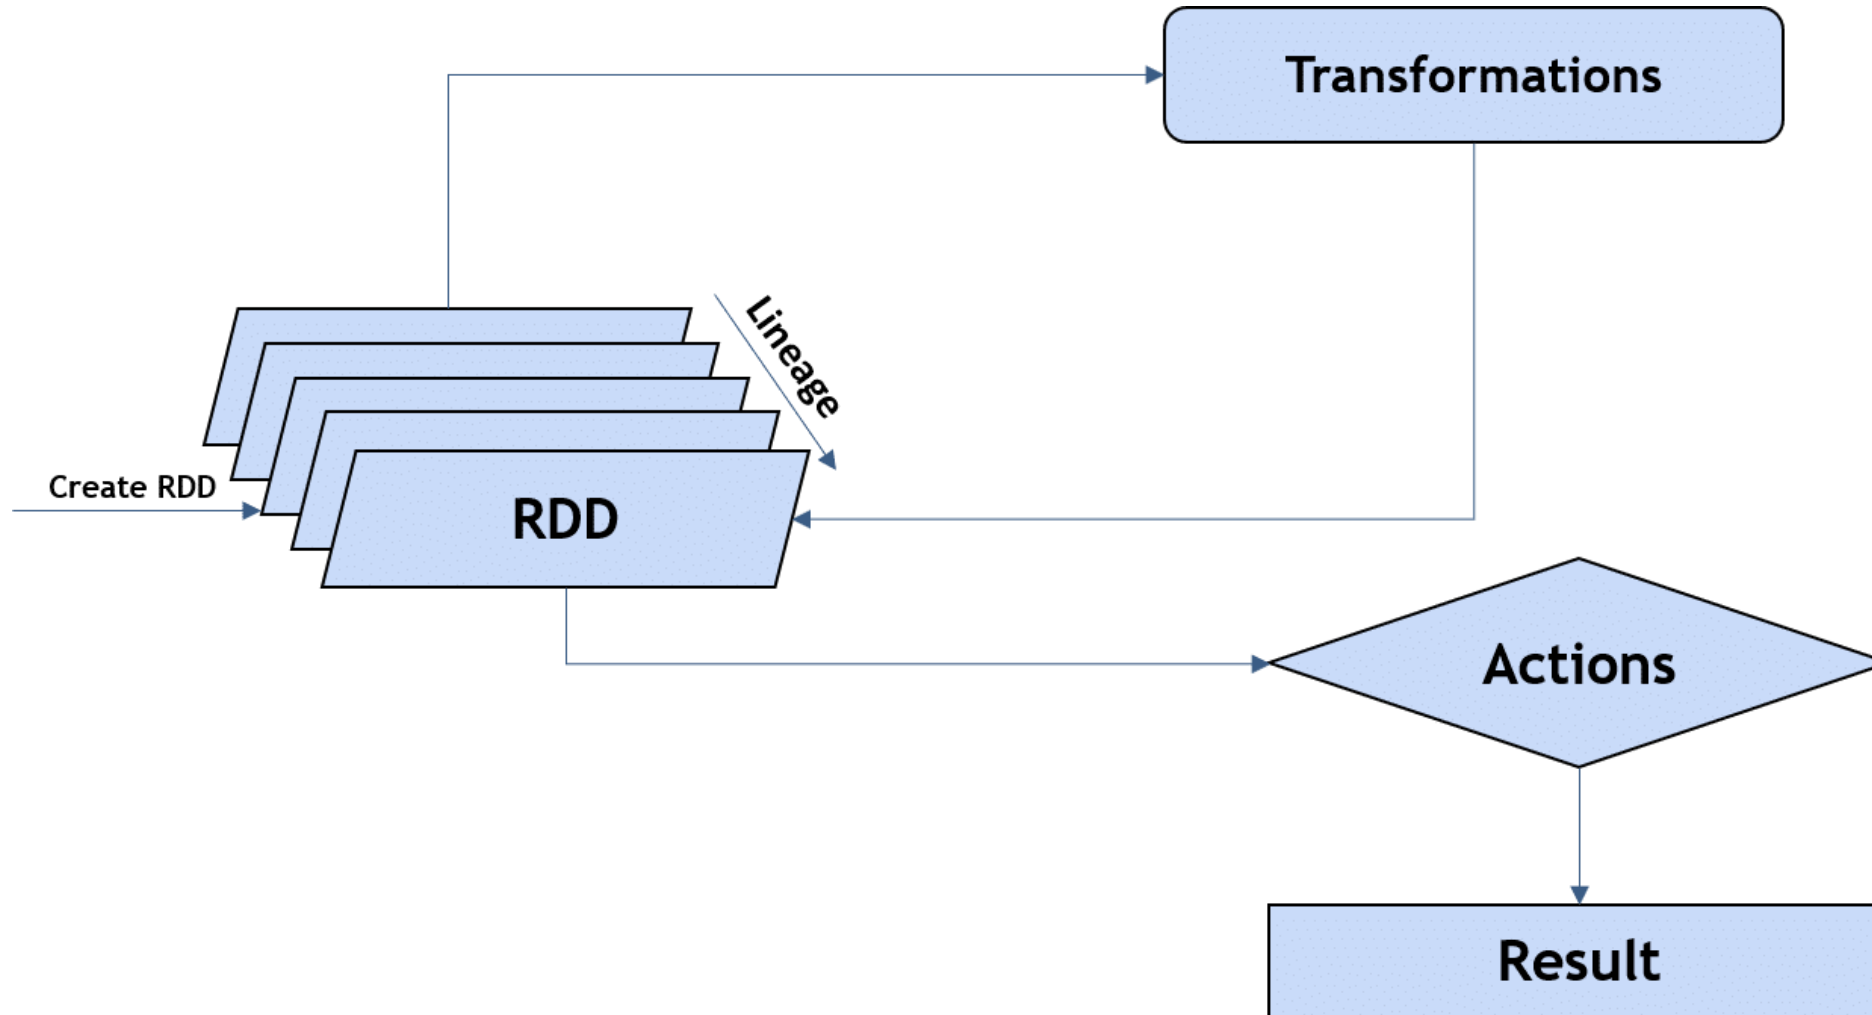 Transformations
Lineage
Create RDD
RDD
Actions
Result